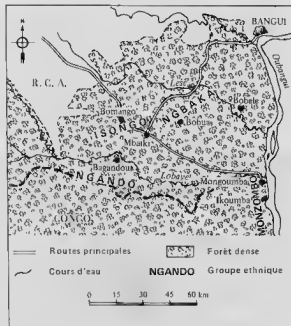 N
BANGUI
Oubangui
R. C. A.
Bobele
NGBAKA
ISONGO
Bomango
Bobua
Mbaïki
Bagandou
Lobaye
NGANDO
Mongoumba
Ikoumba
MONZOMBO
CONGO
Routes principales
Forêt dense
Cours d'eau
NGANDO Groupe ethnique
0 15 30 45 60 km